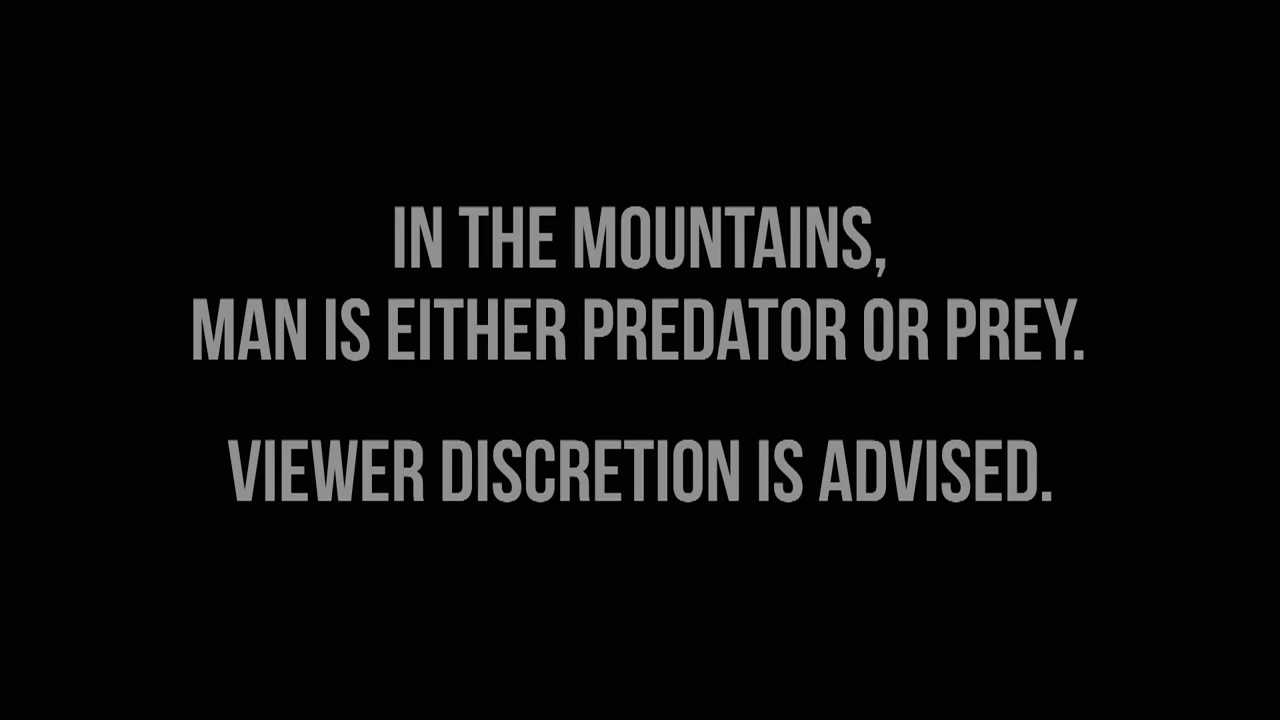 IN THE MOUNTAINS,
MAN IS EITHER PREDATOR OR PREY.
VIEWER DISCRETION IS ADVISED.